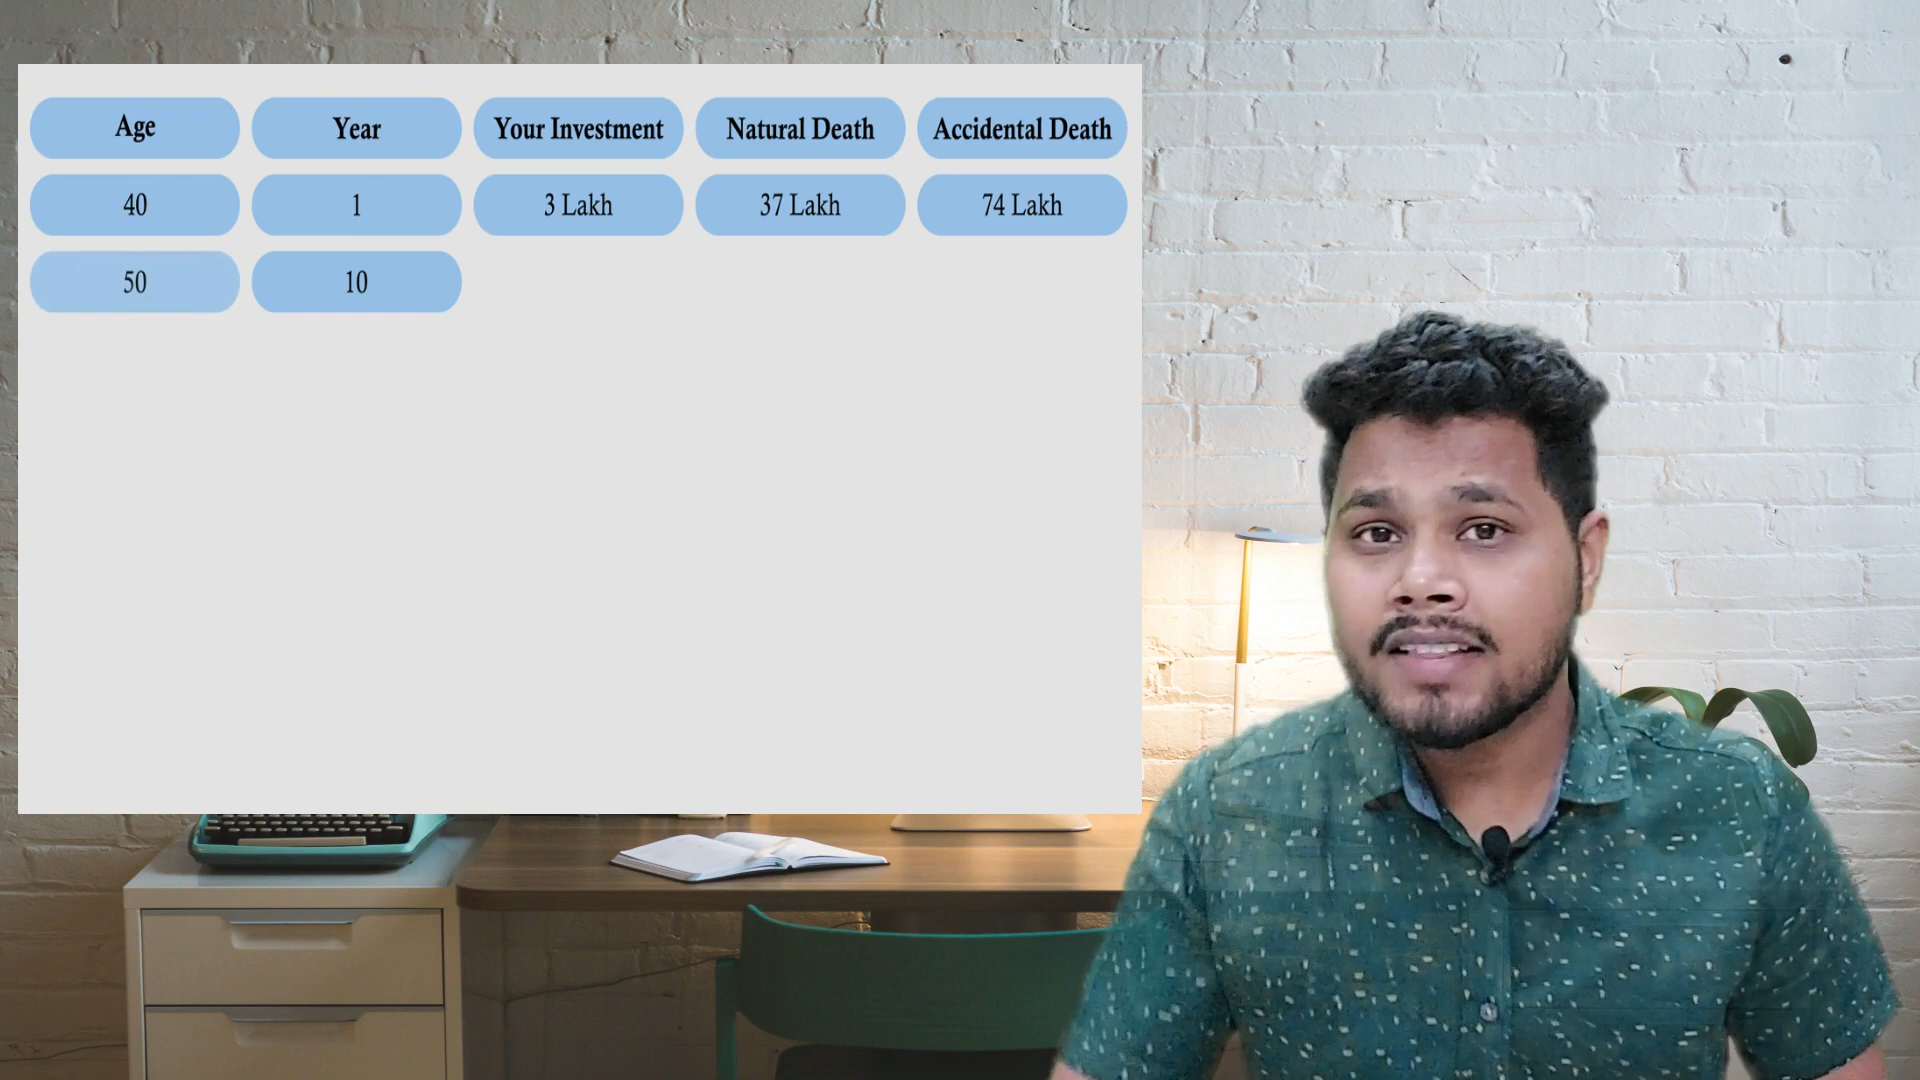 Age Year Your Investment Natural Death Accidental Death
40 1 3 Lakh 37 Lakh 74 Lakh
50 10